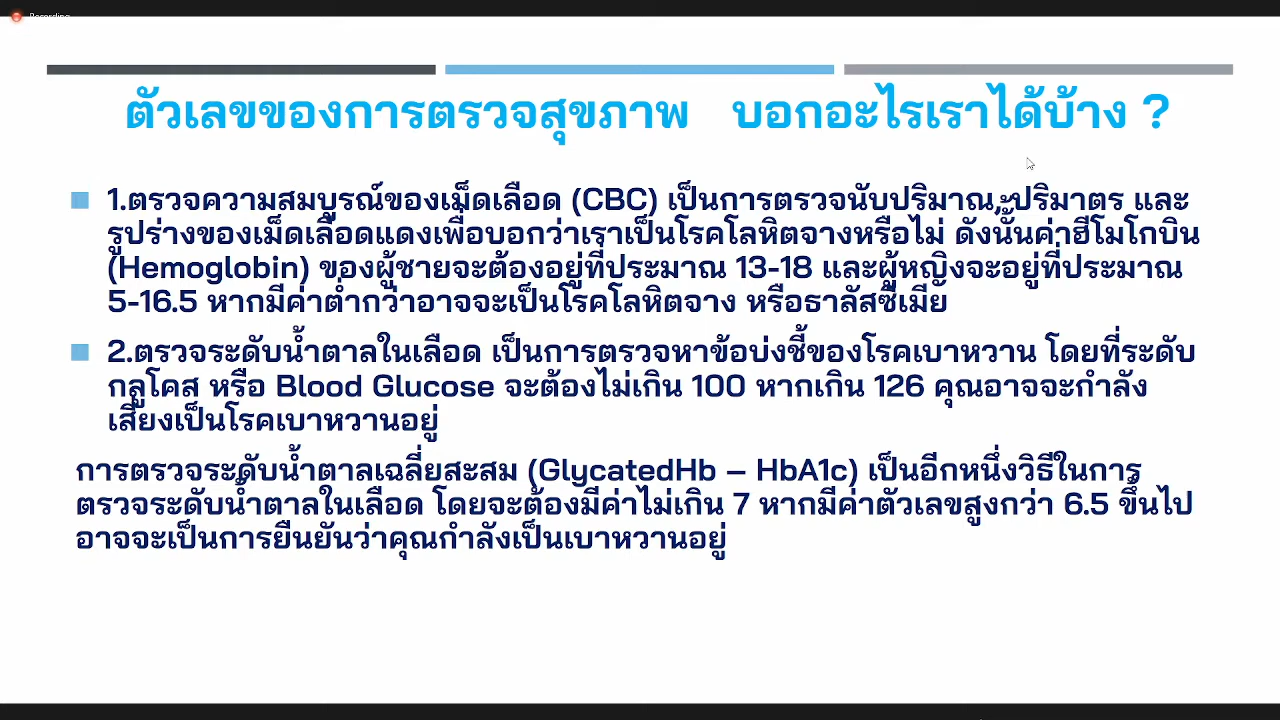 Recording
ตัวเลขของการตรวจสุขภาพ บอกอะไรเราได้บ้าง ?
1.ตรวจความสมบูรณ์ของเม็ดเลือด (CBC) เป็นการตรวจนับปริมาณ ปริมาตร และ
รูปร่างของเม็ดเลือดแดงเพื่อบอกว่าเราเป็นโรคโลหิตจางหรือไม่ ดังนั้นค่าฮีโมโกบิน
(Hemoglobin) ของผู้ชายจะต้องอยู่ที่ประมาณ 13-18 และผู้หญิงจะอยู่ที่ประมาณ
5-16.5 หากมีค่าต่ำกว่าอาจจะเป็นโรคโลหิตจาง หรือธาลัสซีเมีย
2.ตรวจระดับน้ำตาลในเลือด เป็นการตรวจหาข้อบ่งชี้ของโรคเบาหวาน โดยที่ระดับ
กลูโคส หรือ Blood Glucose จะต้องไม่เกิน 100 หากเกิน 126 คุณอาจจะกำลัง
เสี่ยงเป็นโรคเบาหวานอยู่
การตรวจระดับน้ำตาลเฉลี่ยสะสม (GlycatedHb – HbA1c) เป็นอีกหนึ่งวิธีในการ
ตรวจระดับน้ำตาลในเลือด โดยจะต้องมีค่าไม่เกิน 7 หากมีค่าตัวเลขสูงกว่า 6.5 ขึ้นไป
อาจจะเป็นการยืนยันว่าคุณกำลังเป็นเบาหวานอยู่